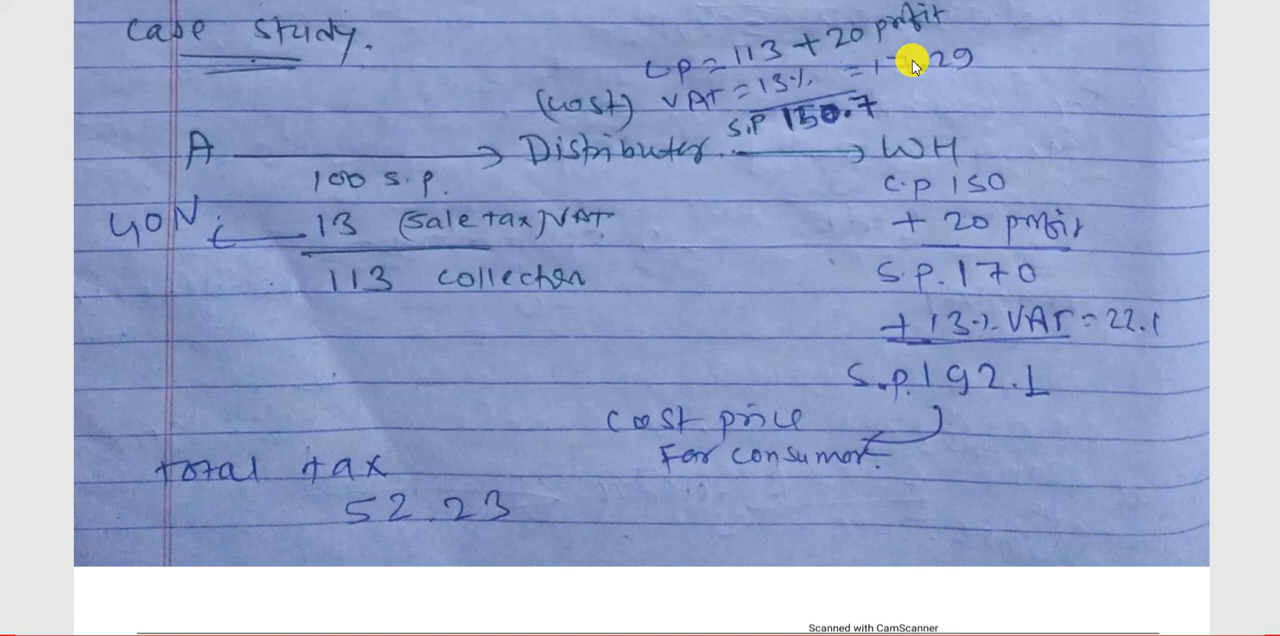 case study.
CP = 113 + 20 profit
VAT = 13% = 1 29
(cost)
S.P 150.7
A Distributer WH
100 S.P. C.P 150
GON 13 (Sale tax) VAT + 20 profit
113 collection S.P. 170
+ 13% VAT = 22.1
S.P. 192.1
cost price
For consumer.
total tax
52.23
Scanned with CamScanner